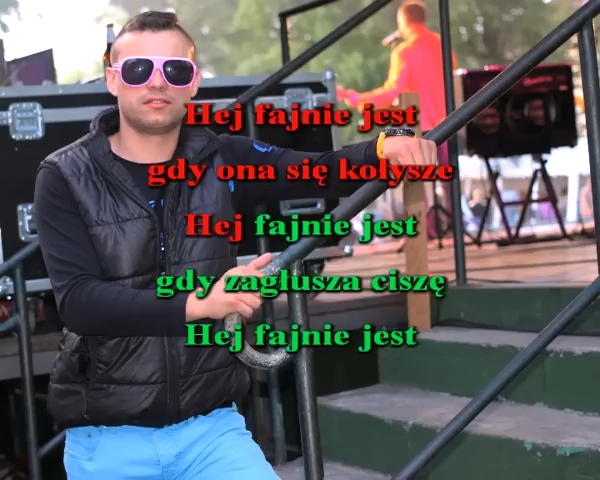 Hej fajnie jest
gdy ona się kołysze
Hej fajnie jest
gdy zagłusza ciszę
Hej fajnie jest